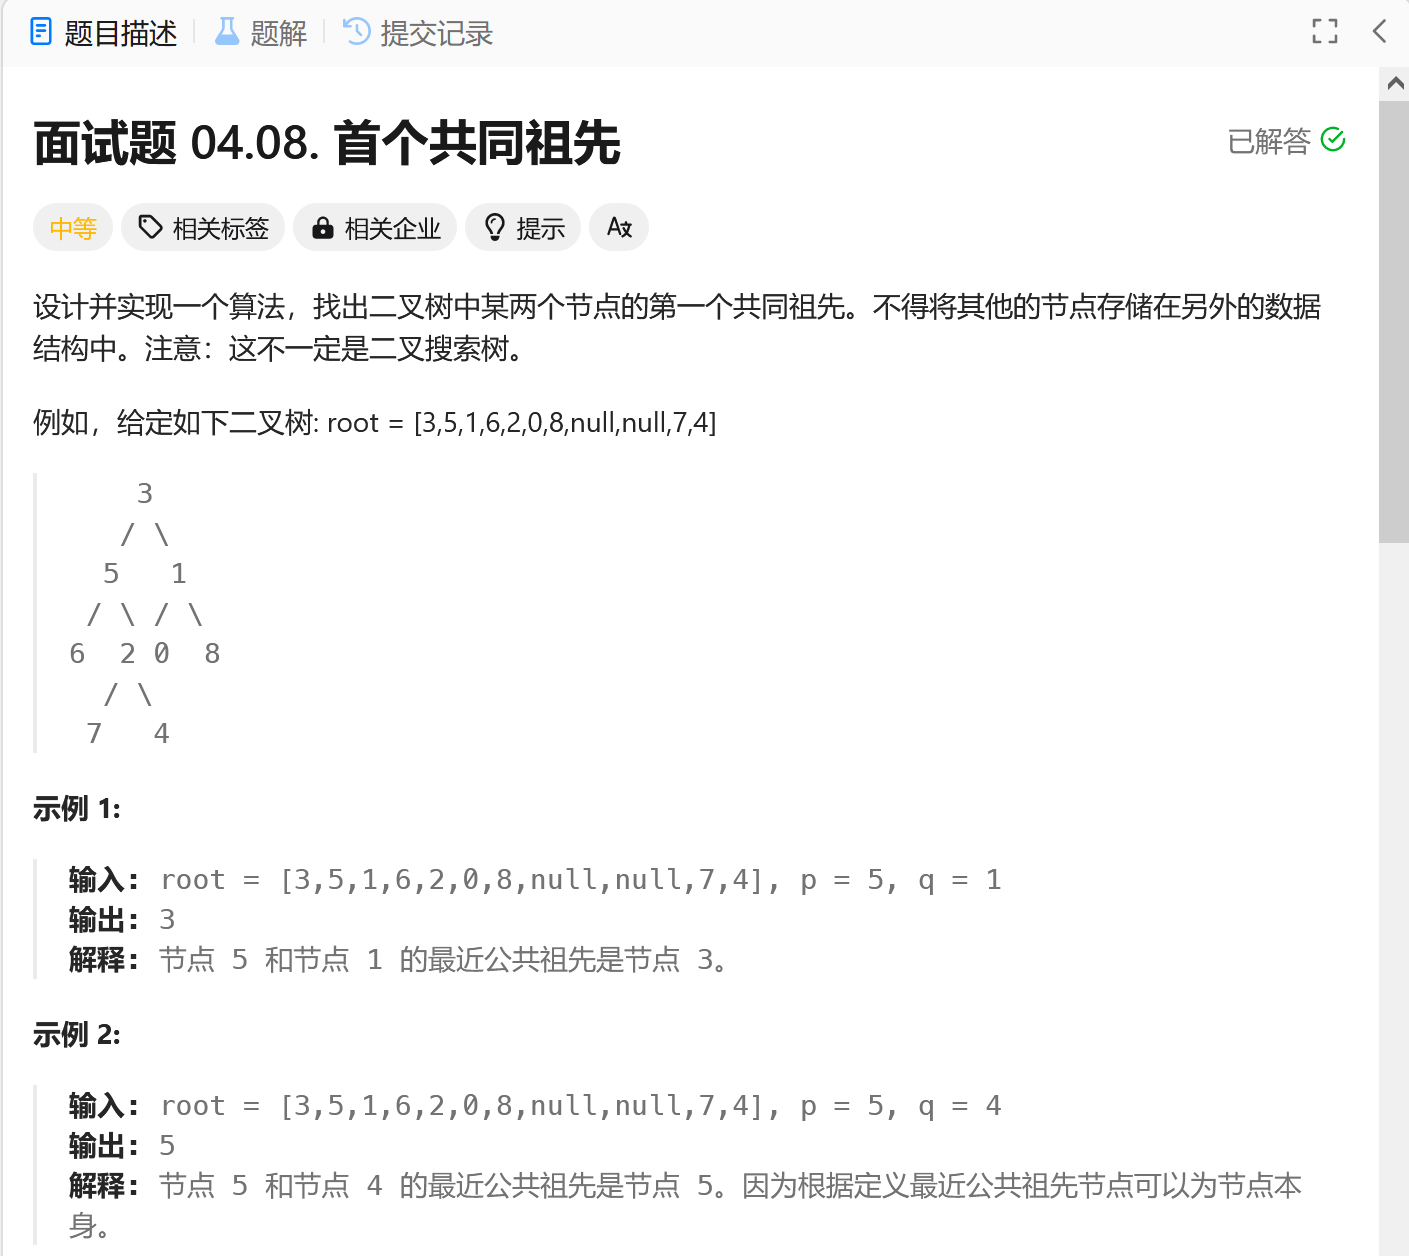 题目描述 题解 提交记录
面试题 04.08. 首个共同祖先
已解答
中等 相关标签 相关企业 提示 A文
设计并实现一个算法，找出二叉树中某两个节点的第一个共同祖先。不得将其他的节点存储在另外的数据
结构中。注意：这不一定是二叉搜索树。
例如，给定如下二叉树: root = [3,5,1,6,2,0,8,null,null,7,4]
3
/ \
5 1
/ \ / \
6 2 0 8
/ \
7 4
示例 1:
输入: root = [3,5,1,6,2,0,8,null,null,7,4], p = 5, q = 1
输出: 3
解释: 节点 5 和节点 1 的最近公共祖先是节点 3。
示例 2:
输入: root = [3,5,1,6,2,0,8,null,null,7,4], p = 5, q = 4
输出: 5
解释: 节点 5 和节点 4 的最近公共祖先是节点 5。因为根据定义最近公共祖先节点可以为节点本
身。